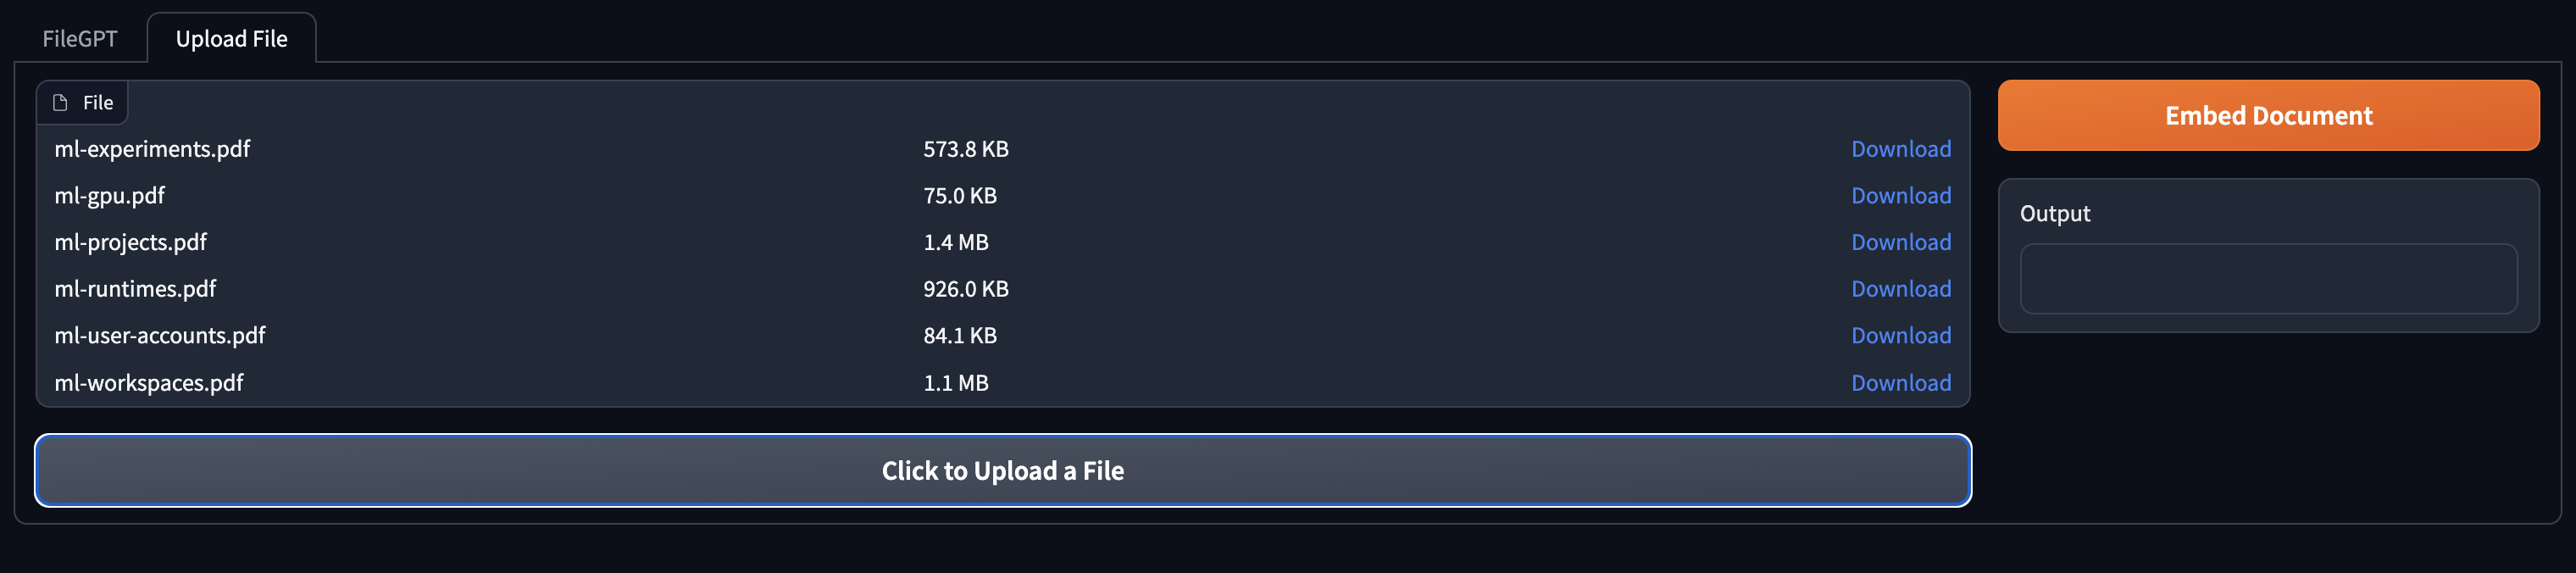 FileGPT
Upload File
File
ml-experiments.pdf 573.8 KB Download
ml-gpu.pdf 75.0 KB Download
ml-projects.pdf 1.4 MB Download
ml-runtimes.pdf 926.0 KB Download
ml-user-accounts.pdf 84.1 KB Download
ml-workspaces.pdf 1.1 MB Download
Click to Upload a File
Embed Document
Output